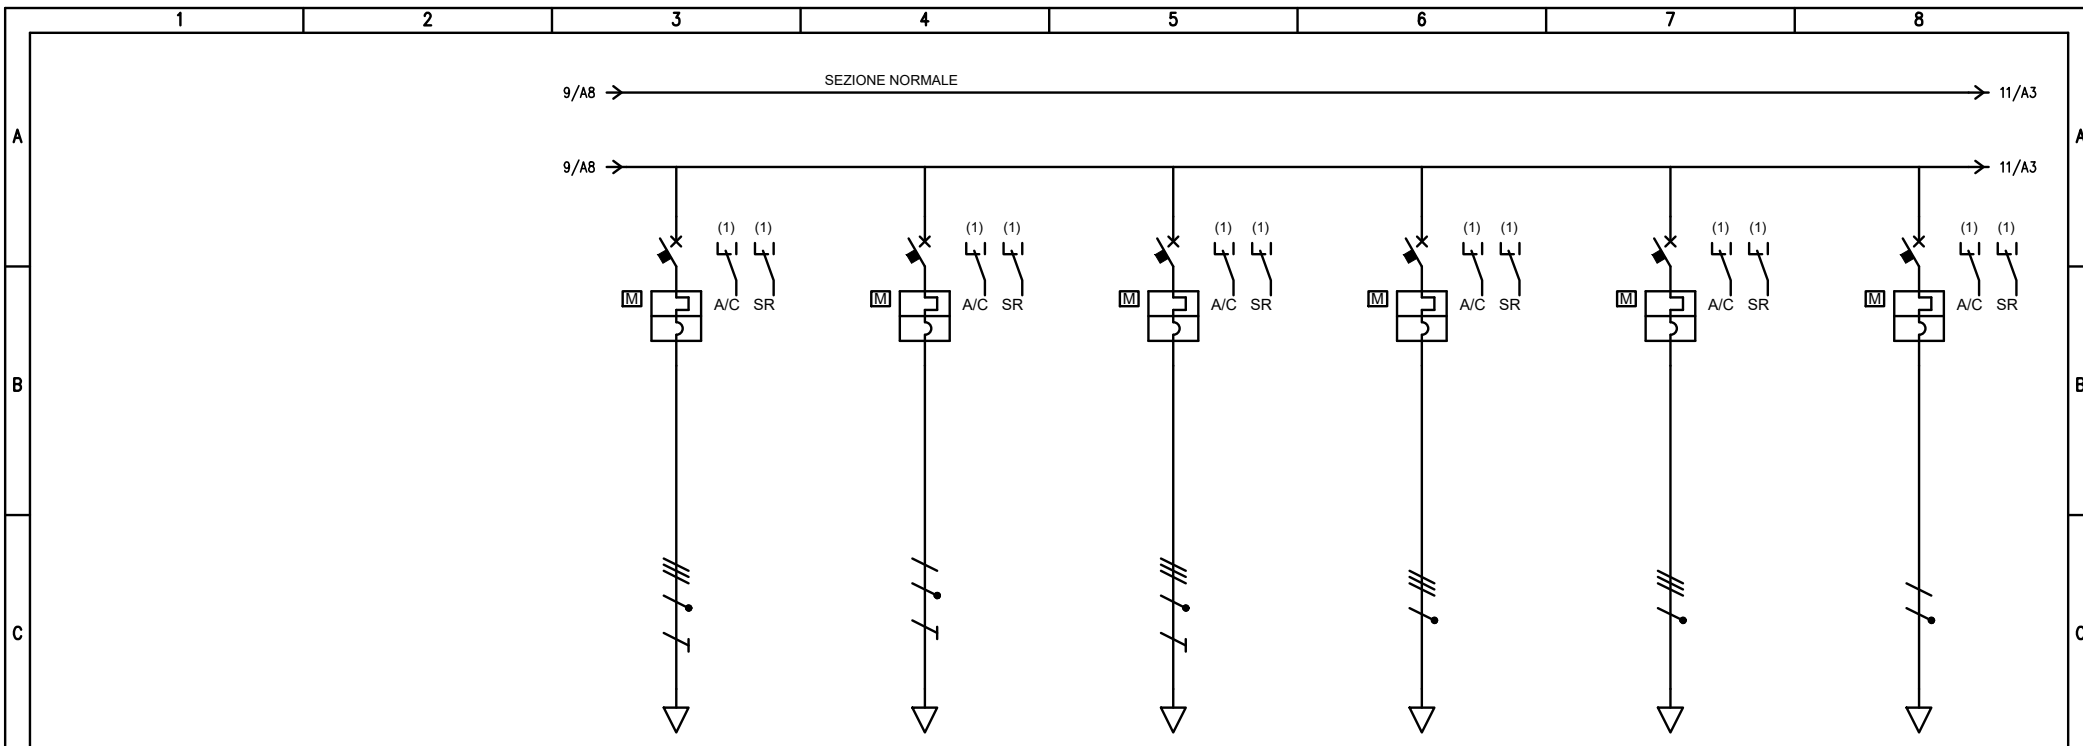 1 2 3 4 5 6 7 8
SEZIONE NORMALE
9/A8 11/A3
A A
9/A8 11/A3
(1) (1) (1) (1) (1) (1) (1) (1) (1) (1) (1) (1)
M A/C SR M A/C SR M A/C SR M A/C SR M A/C SR M A/C SR
B B
C C